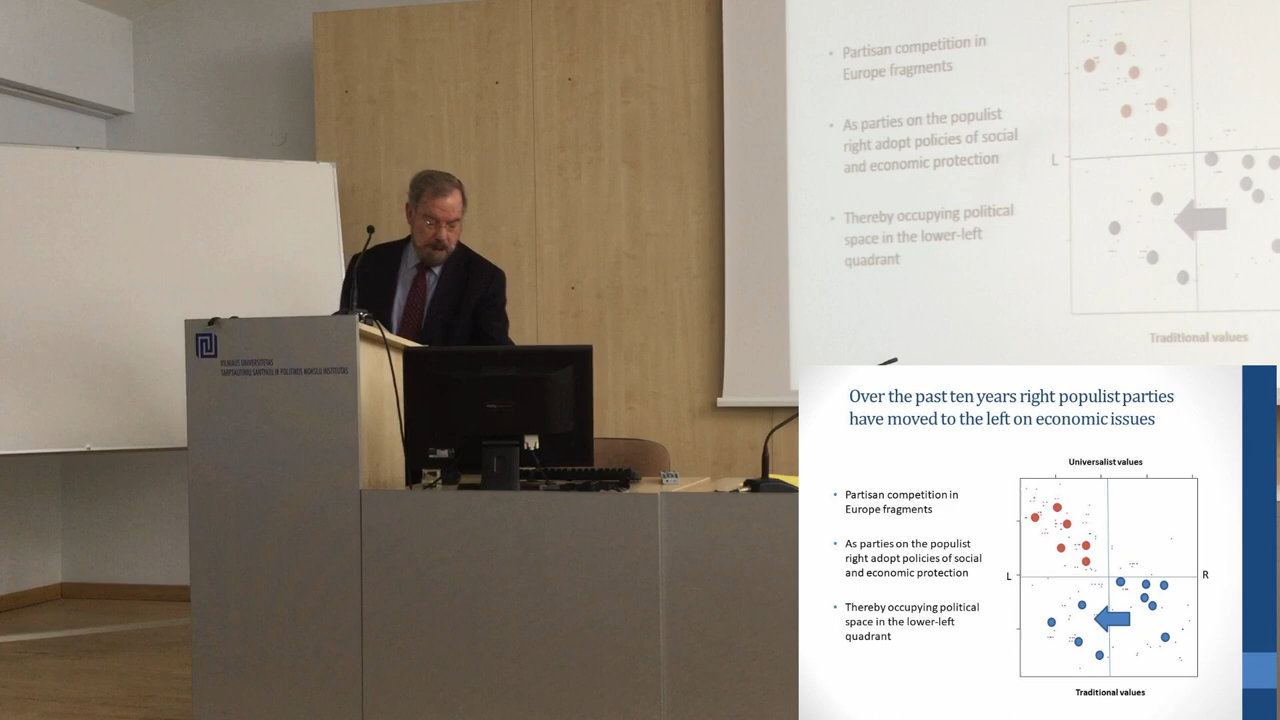 Partisan competition in
Europe fragments
As parties on the populist
right adopt policies of social
and economic protection
Thereby occupying political
space in the lower-left
quadrant
L
Traditional values
VILNIAUS UNIVERSITETAS
TARPTAUTINIŲ SANTYKIŲ IR POLITIKOS MOKSLŲ INSTITUTAS
Over the past ten years right populist parties
have moved to the left on economic issues
Universalist values
Partisan competition in
Europe fragments
As parties on the populist
right adopt policies of social
and economic protection
Thereby occupying political
space in the lower-left
quadrant
L
R
Traditional values